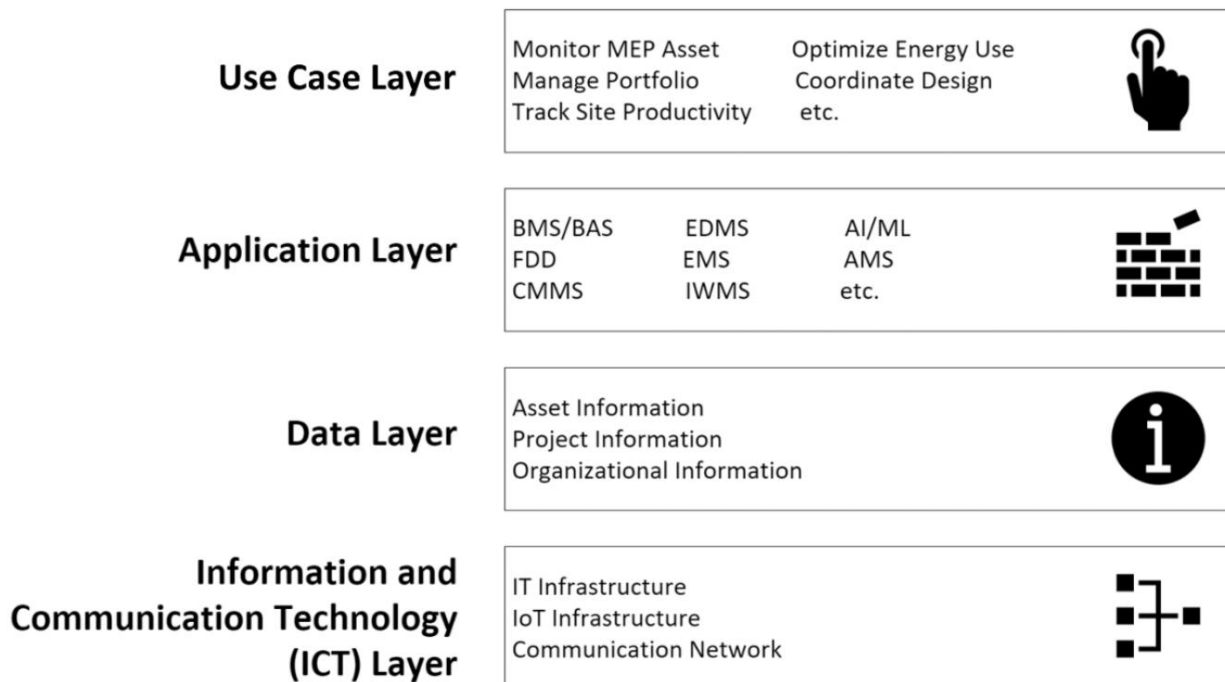 Use Case Layer
Monitor MEP Asset Optimize Energy Use
Manage Portfolio Coordinate Design
Track Site Productivity etc.
Application Layer
BMS/BAS EDMS AI/ML
FDD EMS AMS
CMMS IWMS etc.
Data Layer
Asset Information
Project Information
Organizational Information
Information and
Communication Technology
(ICT) Layer
IT Infrastructure
IoT Infrastructure
Communication Network